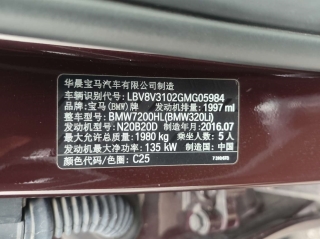 华晨宝马汽车有限公司制造
车辆识别代号: LBV8V3102GMG05984
品牌: 宝马(BMW) 发动机排量: 1997 ml
整车型号: BMW7200HL(BMW320Li)
发动机型号: N20B20D 制造年月: 2016.07
最大允许总质量: 1980 kg 乘坐人数: 5人
发动机最大净功率: 135 kW 制造国: 中国
颜色代号/色圈: C25